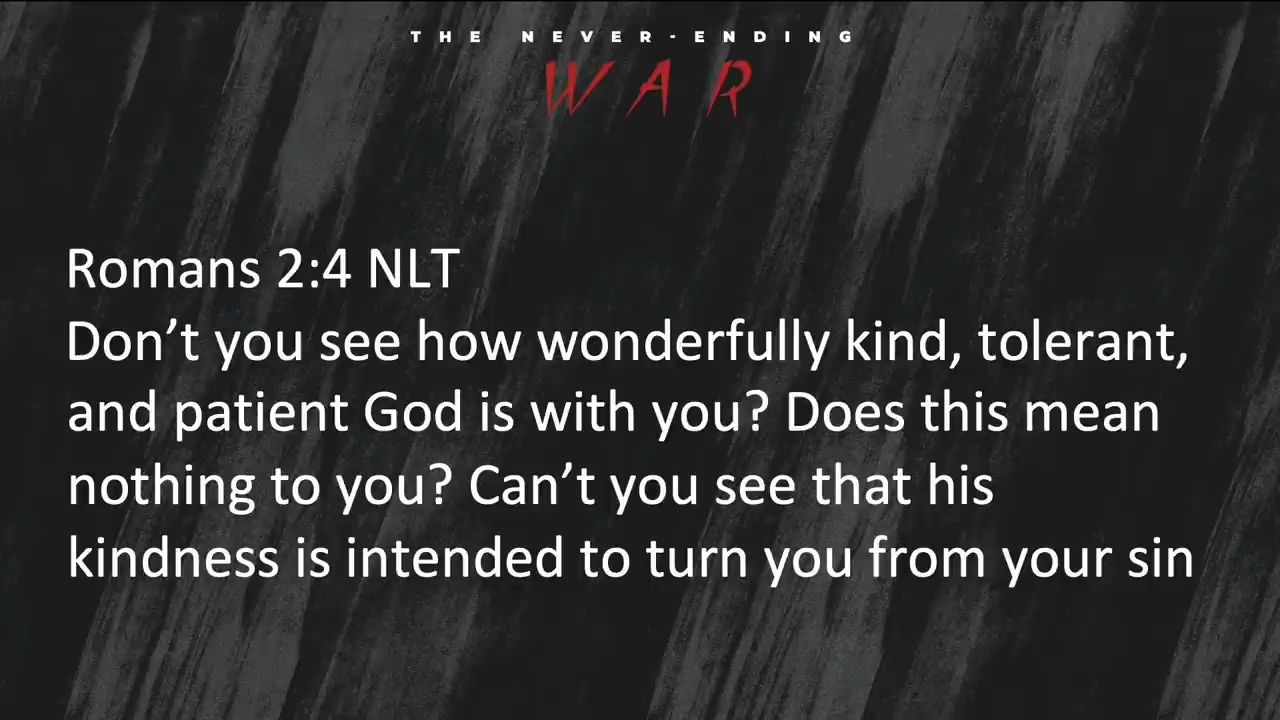 THE NEVER-ENDING
WAR
Romans 2:4 NLT
Don’t you see how wonderfully kind, tolerant,
and patient God is with you? Does this mean
nothing to you? Can’t you see that his
kindness is intended to turn you from your sin